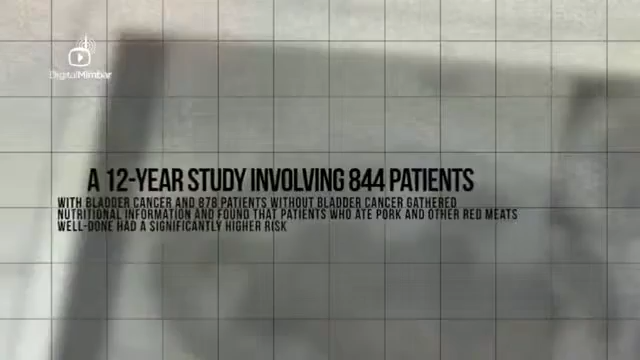 DigitalMimbar
A 12-YEAR STUDY INVOLVING 844 PATIENTS
WITH BLADDER CANCER AND 878 PATIENTS WITHOUT BLADDER CANCER GATHERED
NUTRITIONAL INFORMATION AND FOUND THAT PATIENTS WHO ATE PORK AND OTHER RED MEATS
WELL-DONE HAD A SIGNIFICANTLY HIGHER RISK